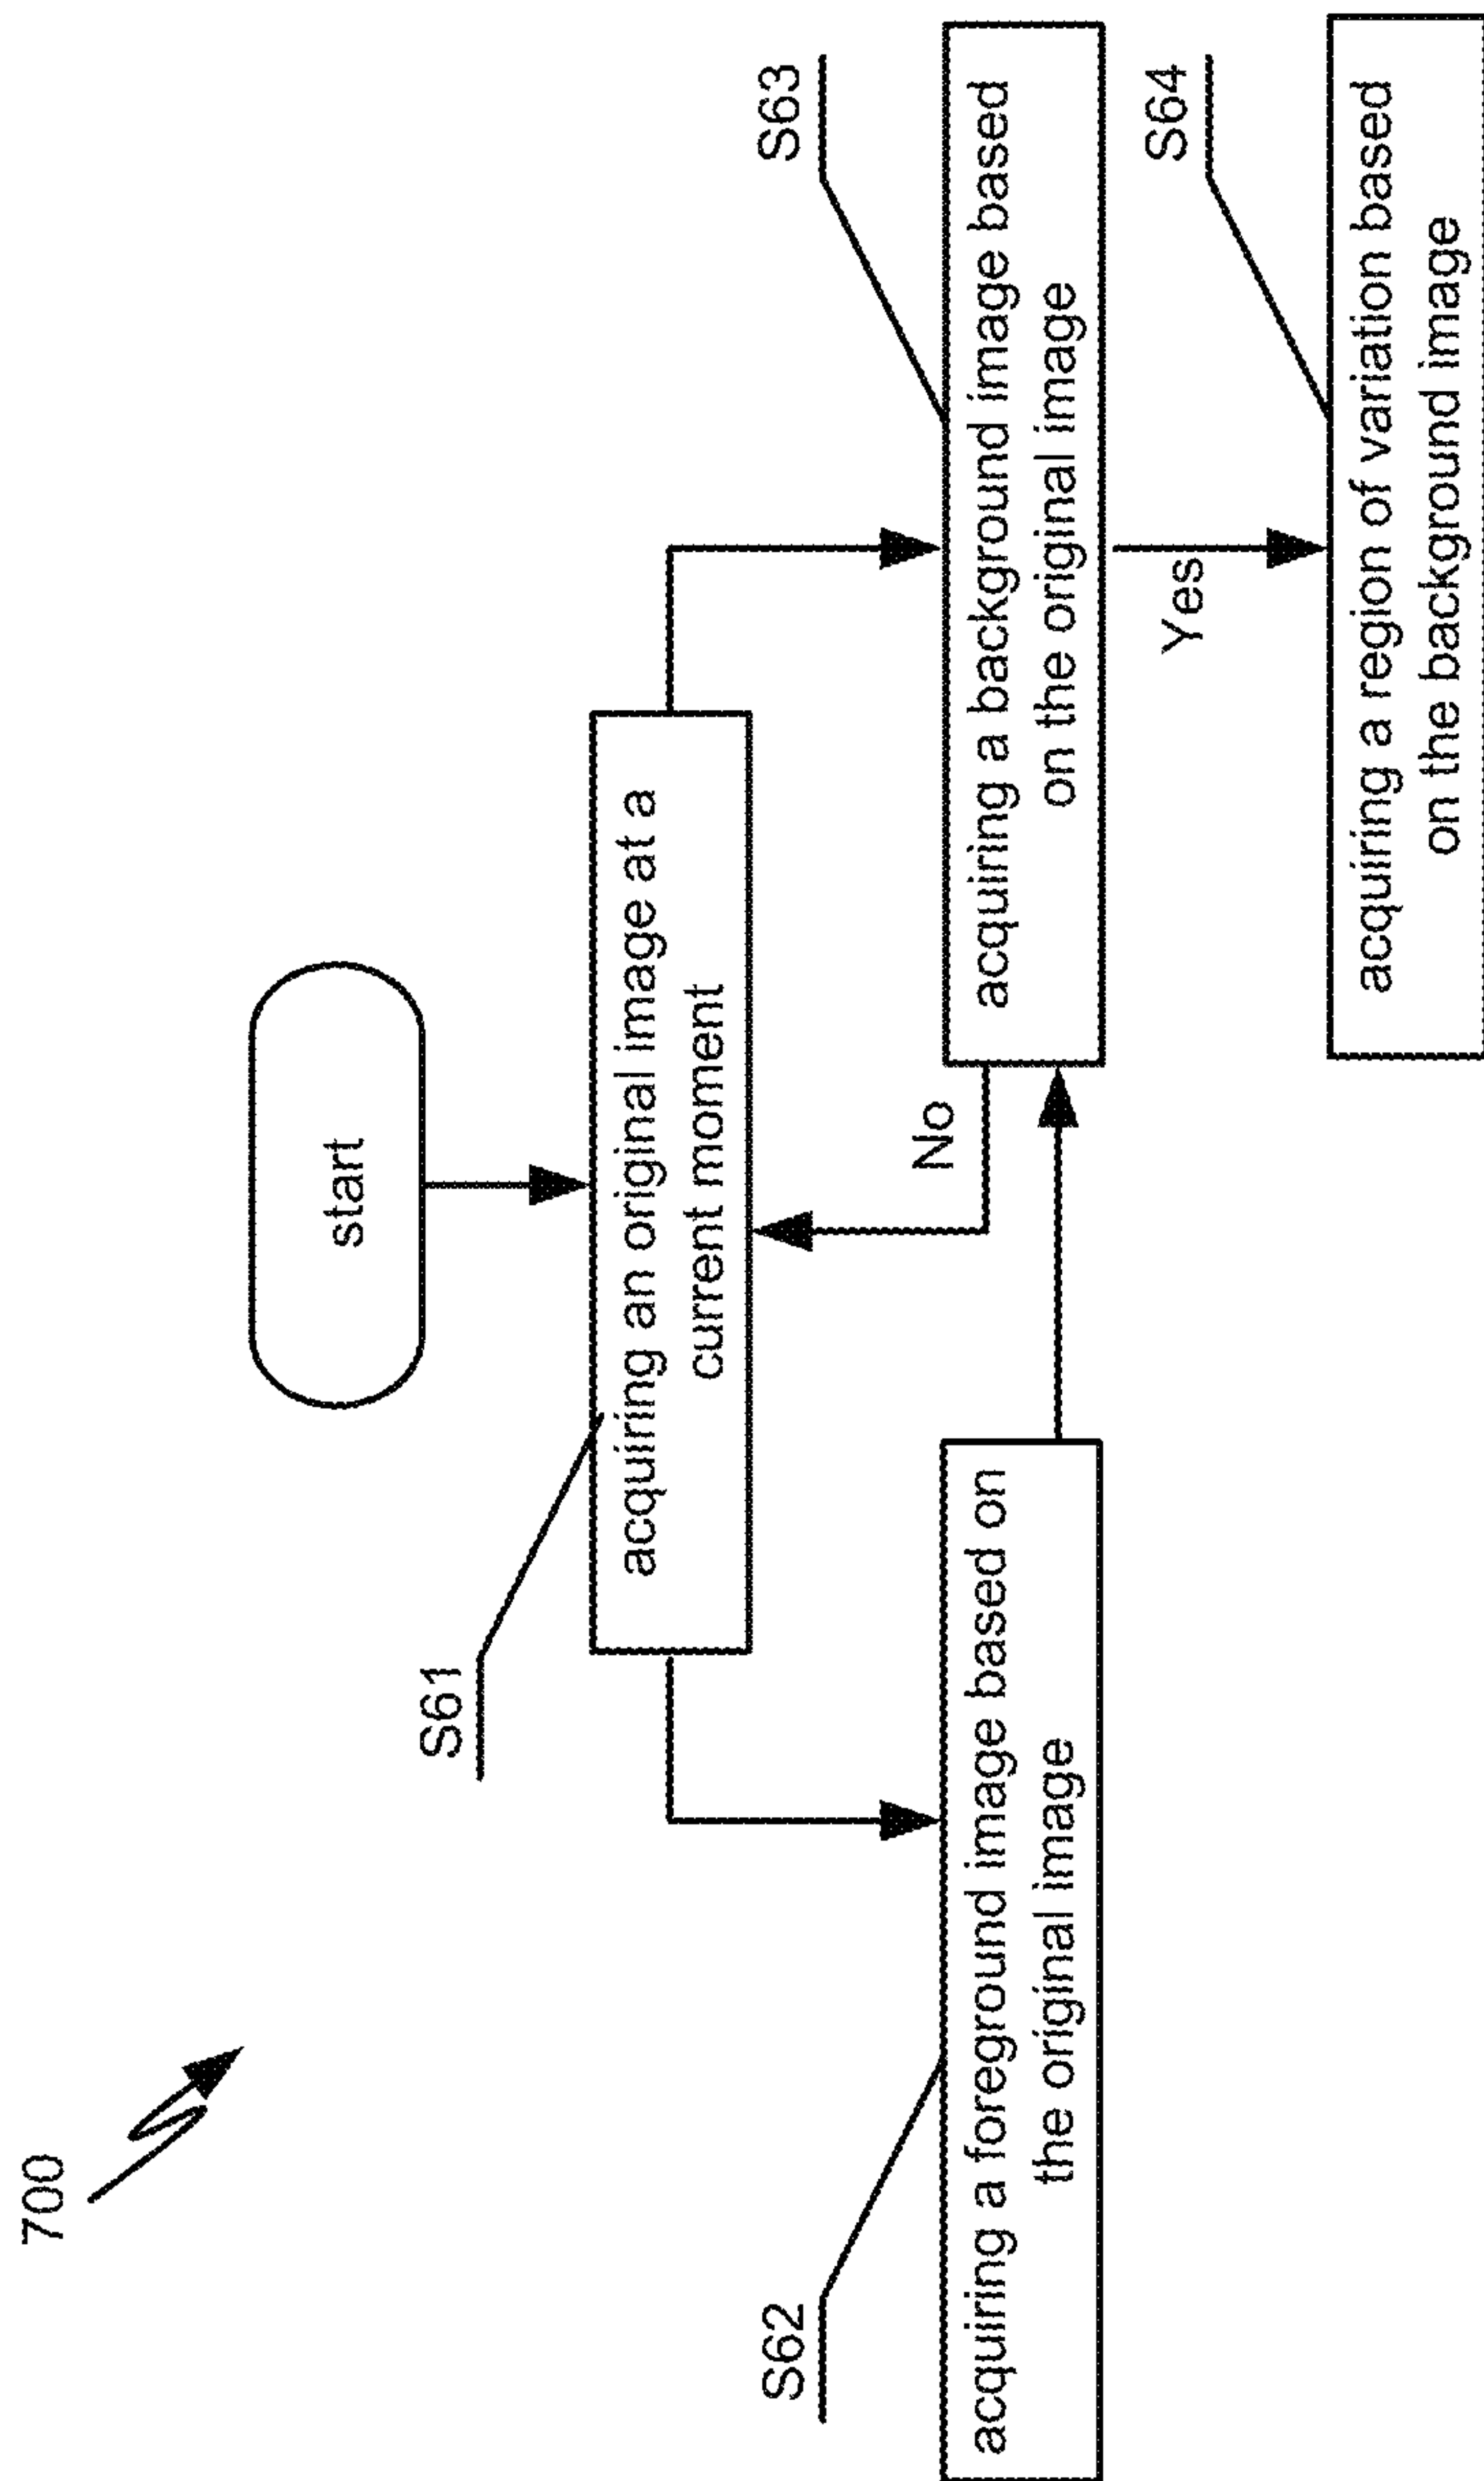 700
start
S61
acquiring an original image at a
current moment
S62
acquiring a foreground image based on
the original image
No
S63
acquiring a background image based
on the original image
Yes
S64
acquiring a region of variation based
on the background image